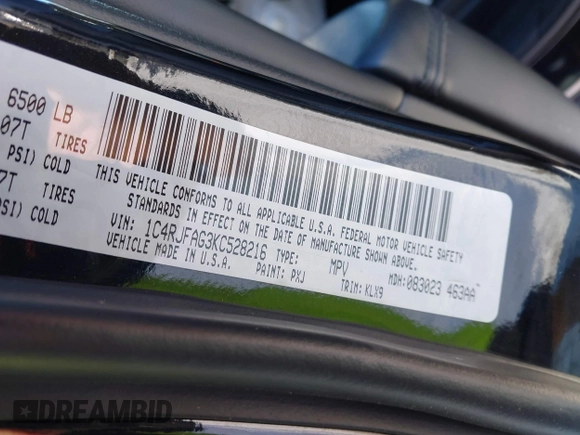 6500 LB
07T TIRES
PSI) COLD
7T TIRES
PSI) COLD
THIS VEHICLE CONFORMS TO ALL APPLICABLE U.S.A. FEDERAL MOTOR VEHICLE SAFETY
STANDARDS IN EFFECT ON THE DATE OF MANUFACTURE SHOWN ABOVE.
VIN: 1C4RJFAG3KC528216 TYPE: MPV MDH: 083023 463AA
VEHICLE MADE IN U.S.A. PAINT: PXJ TRIM: KLX9
DREAMBID